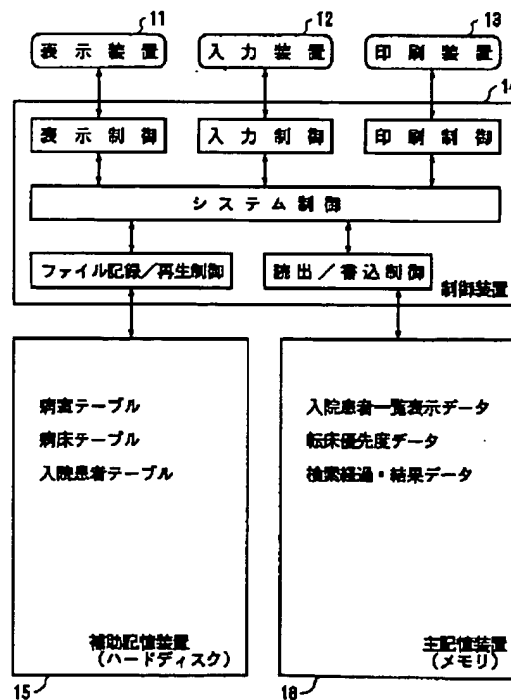 11 12 13
表示装置 入力装置 印刷装置
14
表示制御 入力制御 印刷制御
システム制御
ファイル記録/再生制御 読出/書込制御
制御装置
病室テーブル
病床テーブル
入院患者テーブル
入院患者一覧表示データ
転床優先度データ
検索経過・結果データ
補助記憶装置
(ハードディスク)
主記憶装置
(メモリ)
15 16